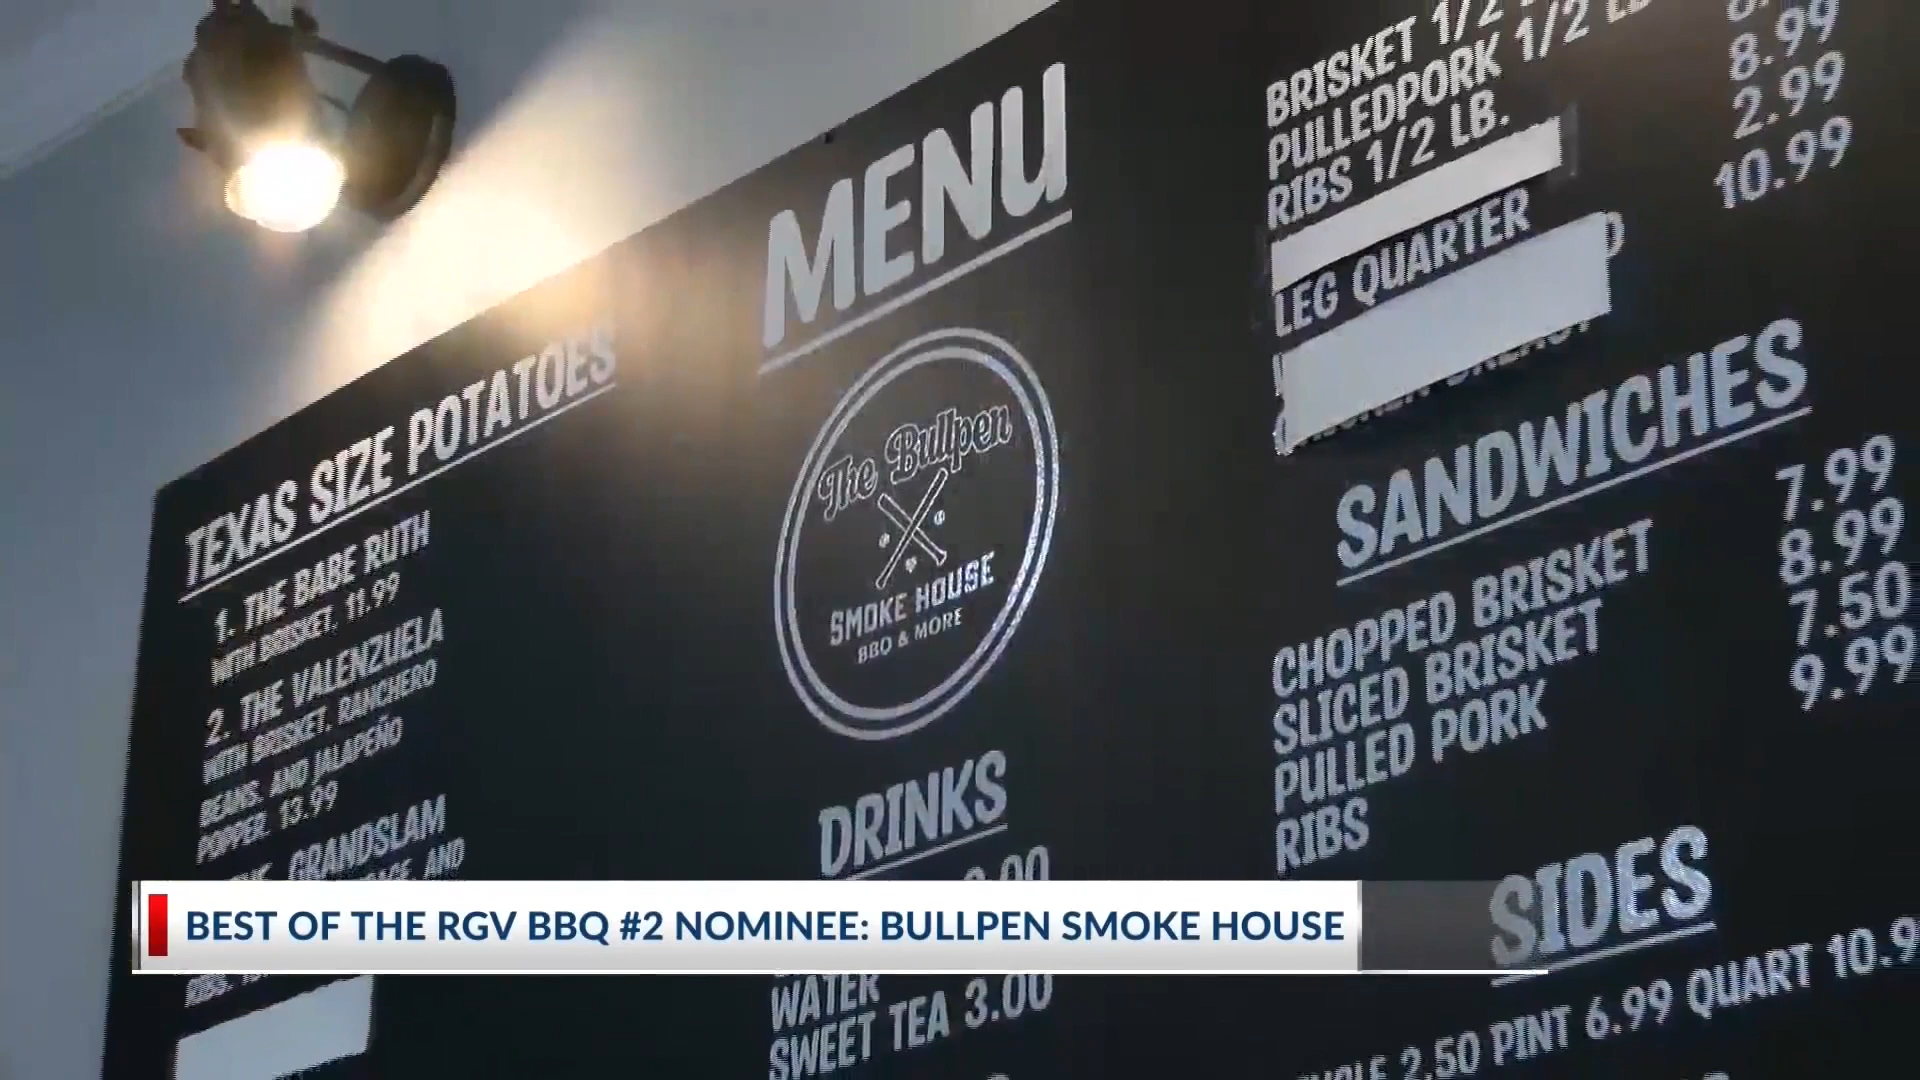 MENU
The Bullpen
SMOKE HOUSE
BBQ & MORE
TEXAS SIZE POTATOES
1. THE BABE RUTH
WITH BRISKET. 11.99
2. THE VALENZUELA
WITH BRISKET, RANCHERO
BEANS, AND JALAPEÑO
POPPER. 13.99
GRANDSLAM
AND
RIBS.
DRINKS
WATER
SWEET TEA 3.00
BRISKET 1/2
PULLEDPORK 1/2 LB
RIBS 1/2 LB.
LEG QUARTER
8.99
2.99
10.99
SANDWICHES
CHOPPED BRISKET 7.99
SLICED BRISKET 8.99
PULLED PORK 7.50
RIBS 9.99
SIDES
2.50 PINT 6.99 QUART 10.9
BEST OF THE RGV BBQ #2 NOMINEE: BULLPEN SMOKE HOUSE